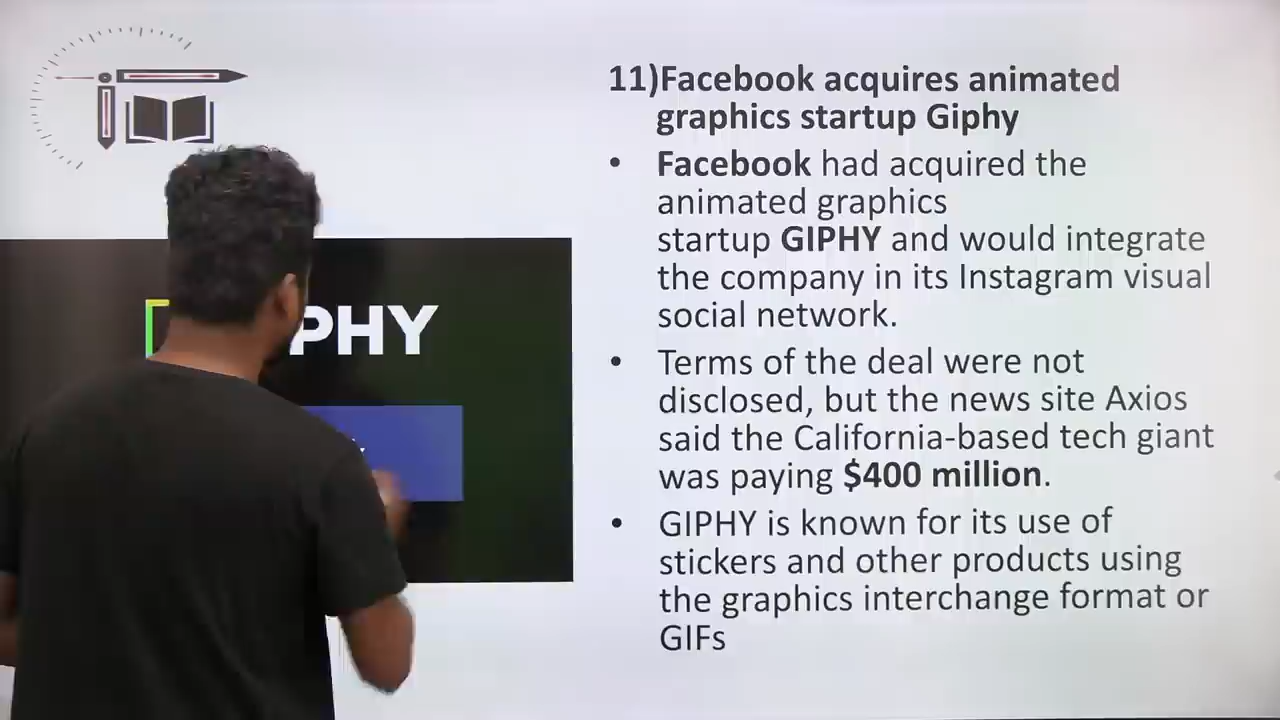 11)Facebook acquires animated
graphics startup Giphy
• Facebook had acquired the
animated graphics
startup GIPHY and would integrate
the company in its Instagram visual
social network.
• Terms of the deal were not
disclosed, but the news site Axios
said the California-based tech giant
was paying $400 million.
• GIPHY is known for its use of
stickers and other products using
the graphics interchange format or
GIFs
PHY